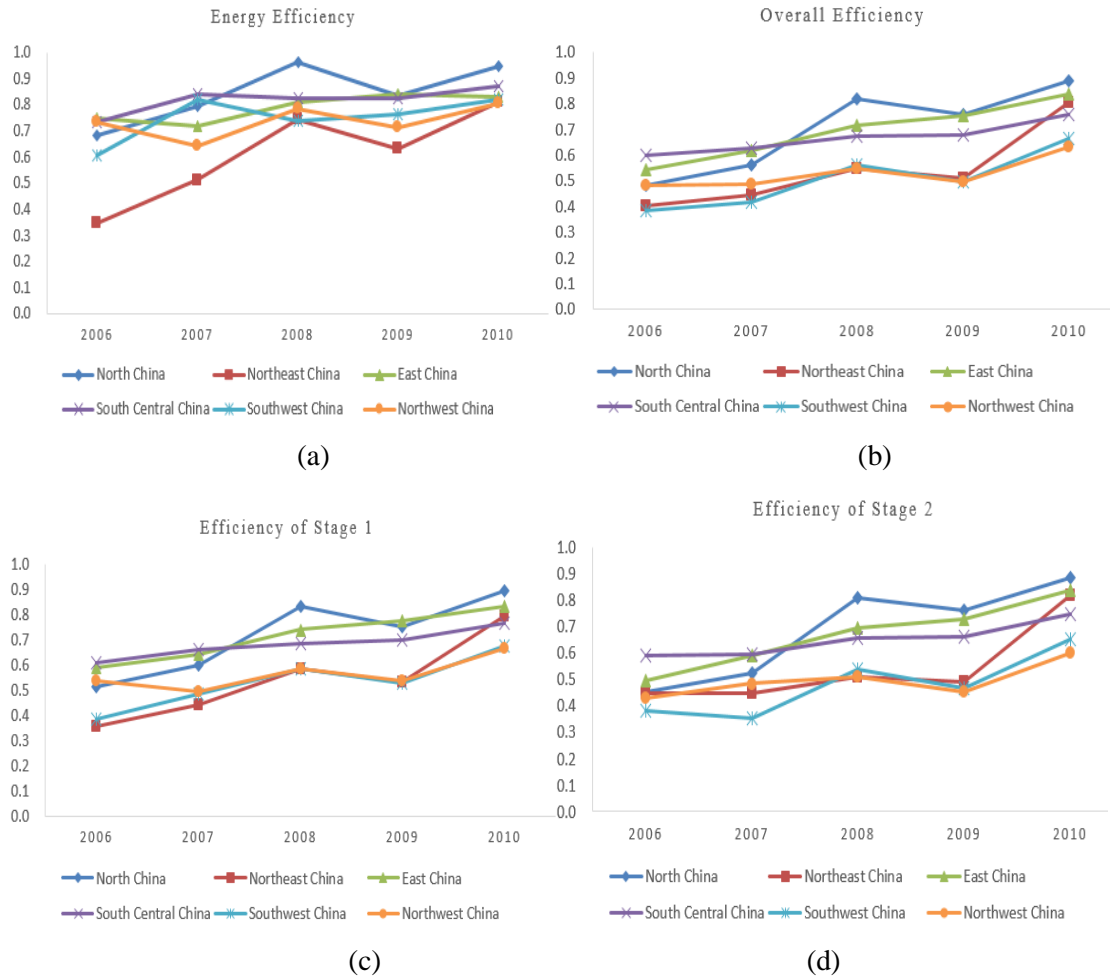 Energy Efficiency
1.0
0.9
0.8
0.7
0.6
0.5
0.4
0.3
0.2
0.1
0.0
2006 2007 2008 2009 2010
North China Northeast China East China
South Central China Southwest China Northwest China
(a)
Overall Efficiency
1.0
0.9
0.8
0.7
0.6
0.5
0.4
0.3
0.2
0.1
0.0
2006 2007 2008 2009 2010
North China Northeast China East China
South Central China Southwest China Northwest China
(b)
Efficiency of Stage 1
1.0
0.9
0.8
0.7
0.6
0.5
0.4
0.3
0.2
0.1
0.0
2006 2007 2008 2009 2010
North China Northeast China East China
South Central China Southwest China Northwest China
(c)
Efficiency of Stage 2
1.0
0.9
0.8
0.7
0.6
0.5
0.4
0.3
0.2
0.1
0.0
2006 2007 2008 2009 2010
North China Northeast China East China
South Central China Southwest China Northwest China
(d)